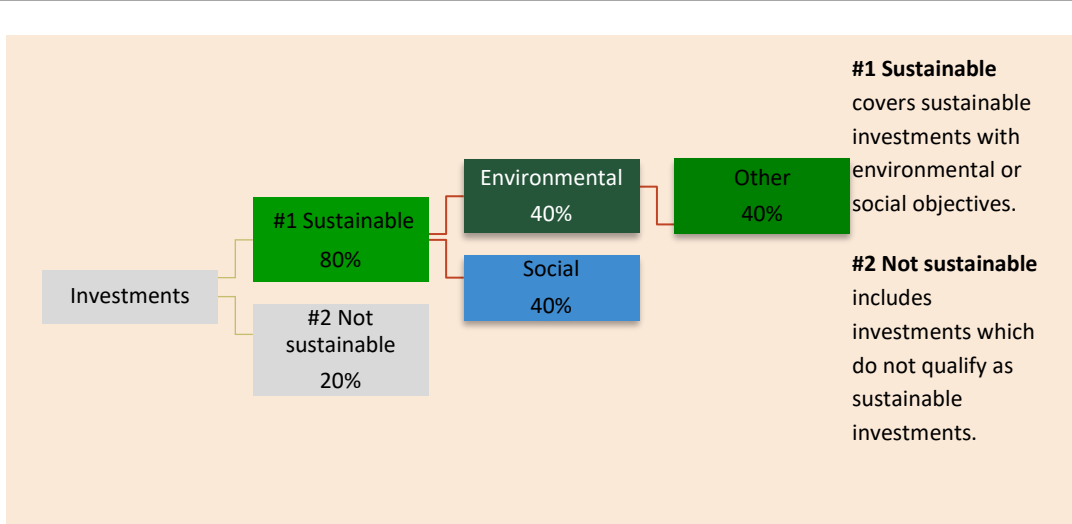 Investments
#1 Sustainable
80%
#2 Not
sustainable
20%
Environmental
40%
Social
40%
Other
40%
#1 Sustainable
covers sustainable
investments with
environmental or
social objectives.
#2 Not sustainable
includes
investments which
do not qualify as
sustainable
investments.